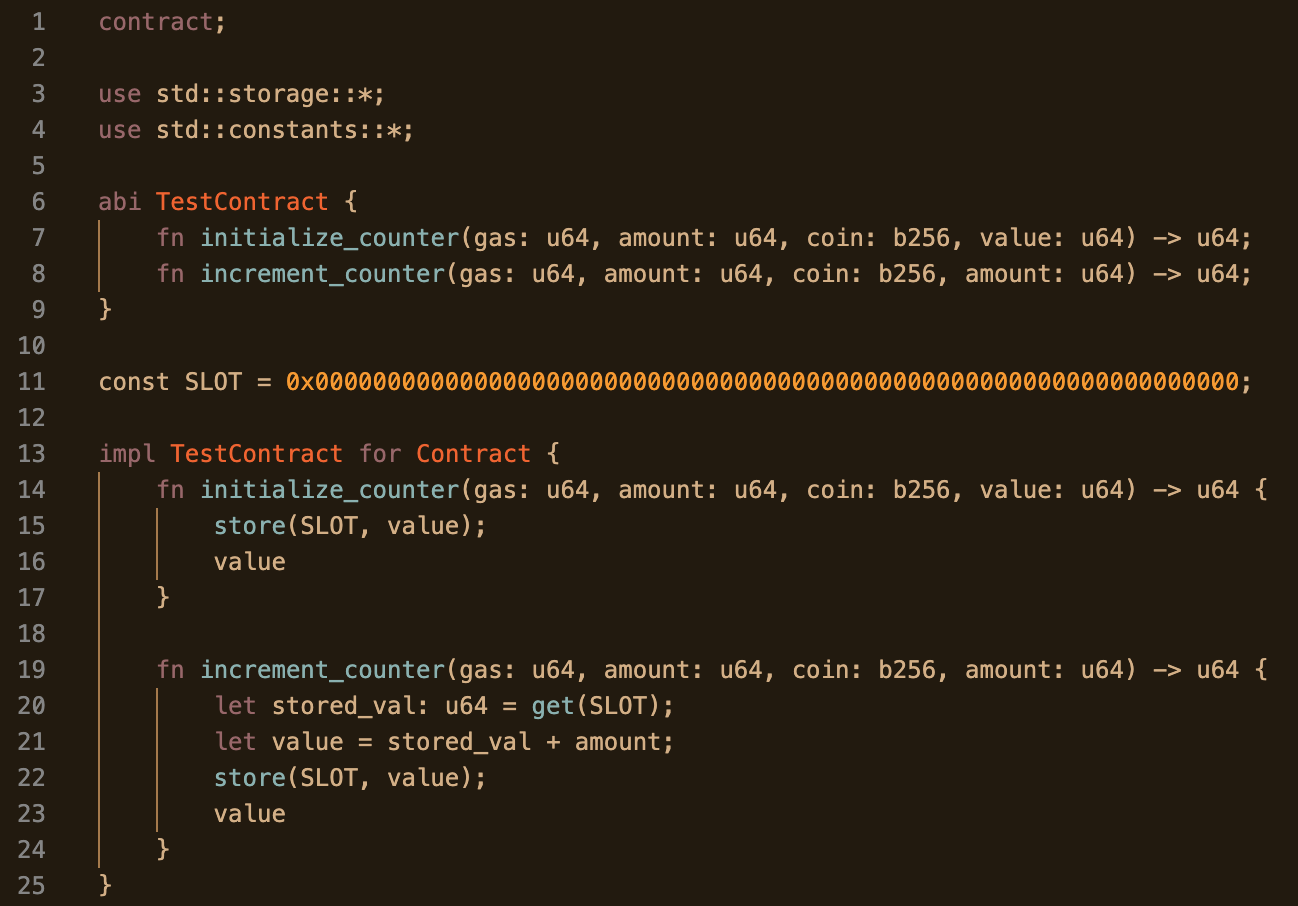 1 contract;
2
3 use std::storage::*;
4 use std::constants::*;
5
6 abi TestContract {
7     fn initialize_counter(gas: u64, amount: u64, coin: b256, value: u64) -> u64;
8     fn increment_counter(gas: u64, amount: u64, coin: b256, amount: u64) -> u64;
9 }
10
11 const SLOT = 0x0000000000000000000000000000000000000000000000000000000000000000;
12
13 impl TestContract for Contract {
14     fn initialize_counter(gas: u64, amount: u64, coin: b256, value: u64) -> u64 {
15         store(SLOT, value);
16         value
17     }
18
19     fn increment_counter(gas: u64, amount: u64, coin: b256, amount: u64) -> u64 {
20         let stored_val: u64 = get(SLOT);
21         let value = stored_val + amount;
22         store(SLOT, value);
23         value
24     }
25 }